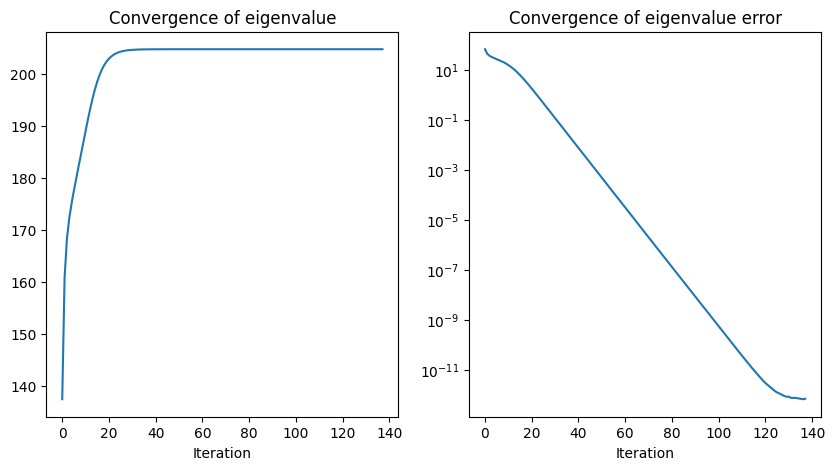 Convergence of eigenvalue
200
190
180
170
160
150
140
0 20 40 60 80 100 120 140
Iteration
Convergence of eigenvalue error
10^1
10^-1
10^-3
10^-5
10^-7
10^-9
10^-11
0 20 40 60 80 100 120 140
Iteration